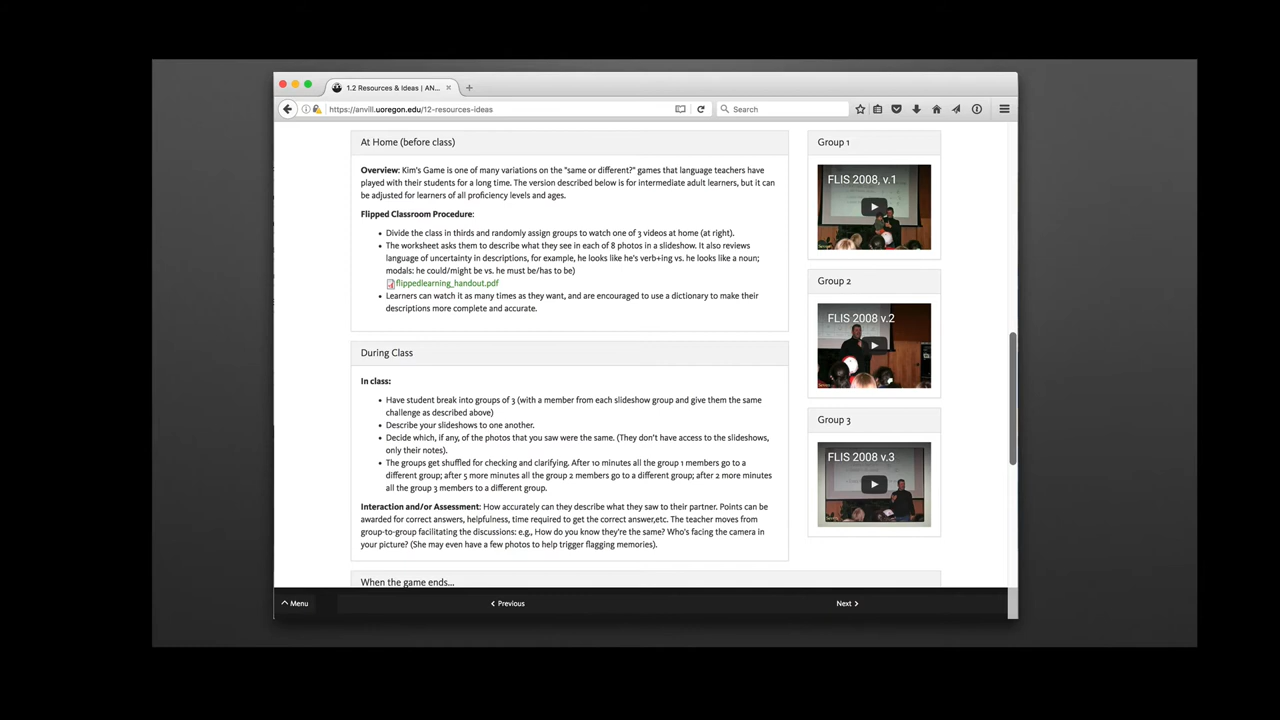 1.2 Resources & Ideas | AN...
https://anvill.uoregon.edu/12-resources-ideas
Search
At Home (before class)
Overview: Kim's Game is one of many variations on the "same or different?" games that language teachers have
played with their students for a long time. The version described below is for intermediate adult learners, but it can
be adjusted for learners of all proficiency levels and ages.
Flipped Classroom Procedure:
• Divide the class in thirds and randomly assign groups to watch one of 3 videos at home (at right).
• The worksheet asks them to describe what they see in each of 8 photos in a slideshow. It also reviews
language of uncertainty in descriptions, for example, he looks like he's verb+ing vs. he looks like a noun;
modals: he could/might be vs. he must be/has to be)
flippedlearning_handout.pdf
• Learners can watch it as many times as they want, and are encouraged to use a dictionary to make their
descriptions more complete and accurate.
During Class
In class:
• Have student break into groups of 3 (with a member from each slideshow group and give them the same
challenge as described above)
• Describe your slideshows to one another.
• Decide which, if any, of the photos that you saw were the same. (They don't have access to the slideshows,
only their notes).
• The groups get shuffled for checking and clarifying. After 10 minutes all the group 1 members go to a
different group; after 5 more minutes all the group 2 members go to a different group; after 2 more minutes
all the group 3 members to a different group.
Interaction and/or Assessment: How accurately can they describe what they saw to their partner. Points can be
awarded for correct answers, helpfulness, time required to get the correct answer,etc. The teacher moves from
group-to-group facilitating the discussions: e.g., How do you know they're the same? Who's facing the camera in
your picture? (She may even have a few photos to help trigger flagging memories).
When the game ends...
Group 1
FLIS 2008, v.1
Group 2
FLIS 2008 v.2
Group 3
FLIS 2008 v.3
Menu
Previous
Next